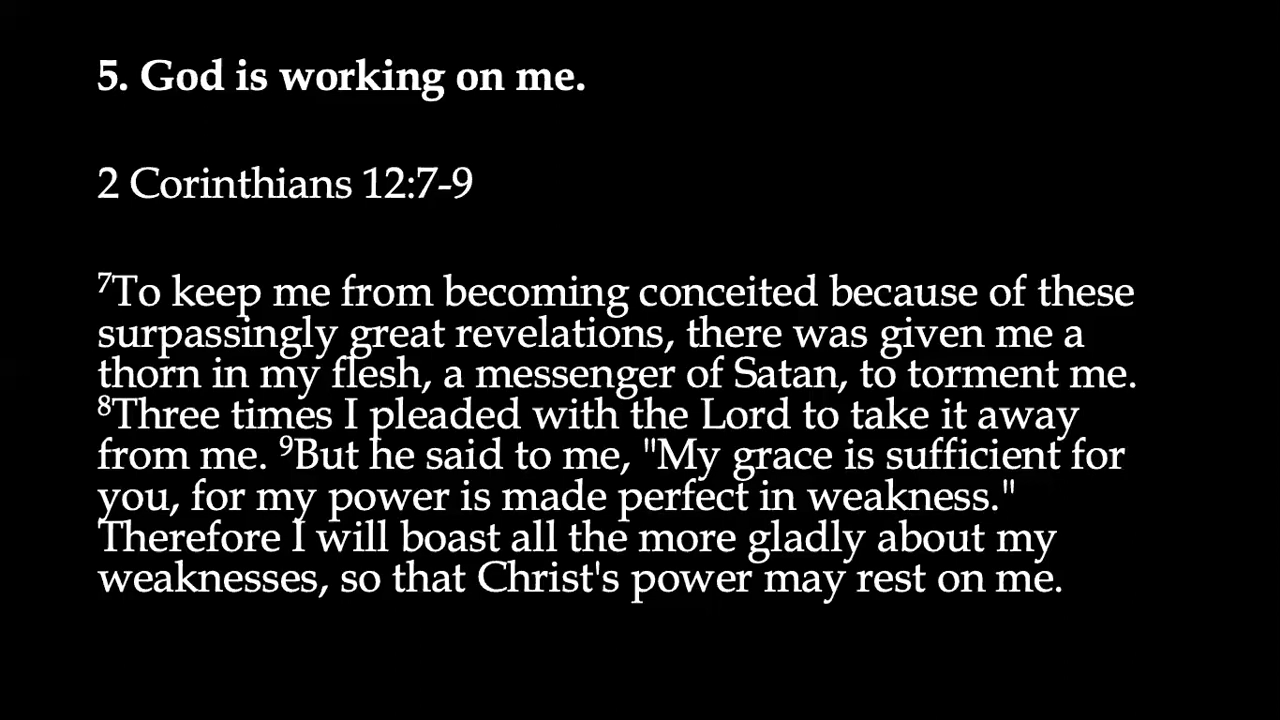 5. God is working on me.
2 Corinthians 12:7-9
⁷To keep me from becoming conceited because of these
surpassingly great revelations, there was given me a
thorn in my flesh, a messenger of Satan, to torment me.
⁸Three times I pleaded with the Lord to take it away
from me. ⁹But he said to me, "My grace is sufficient for
you, for my power is made perfect in weakness."
Therefore I will boast all the more gladly about my
weaknesses, so that Christ's power may rest on me.